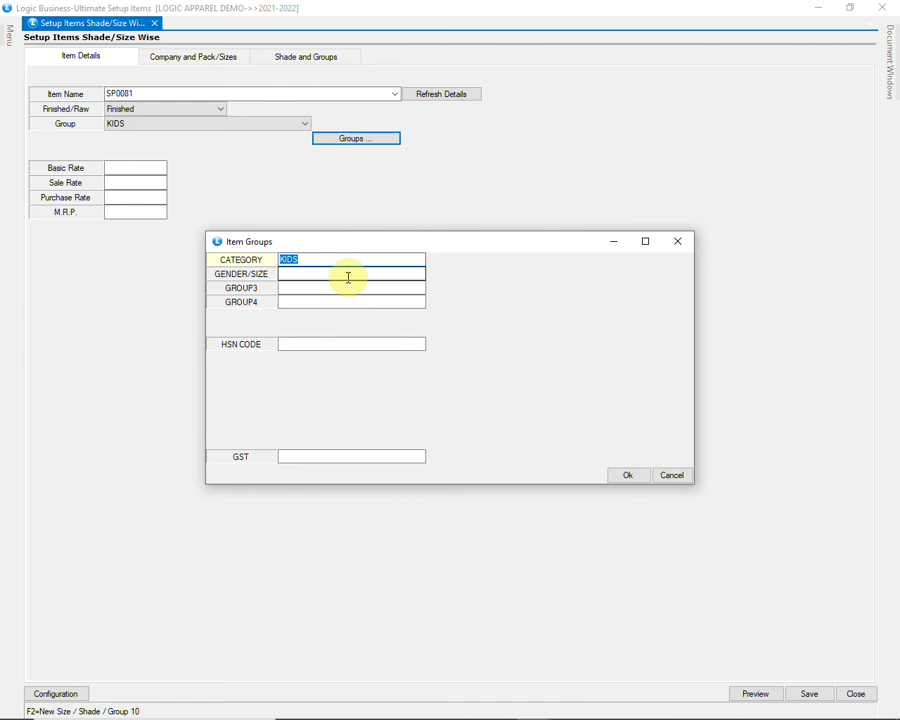 Logic Business-Ultimate Setup Items [LOGIC APPAREL DEMO->>2021-2022]
Menu
Setup Items Shade/Size Wi...
Document Windows
Setup Items Shade/Size Wise
Item Details
Company and Pack/Sizes
Shade and Groups
Item Name SP0081 Refresh Details
Finished/Raw Finished
Group KIDS
Groups ...
Basic Rate
Sale Rate
Purchase Rate
M.R.P.
Item Groups
CATEGORY KIDS
GENDER/SIZE
GROUP3
GROUP4
HSN CODE
GST
Ok Cancel
Configuration Preview Save Close
F2=New Size / Shade / Group 10